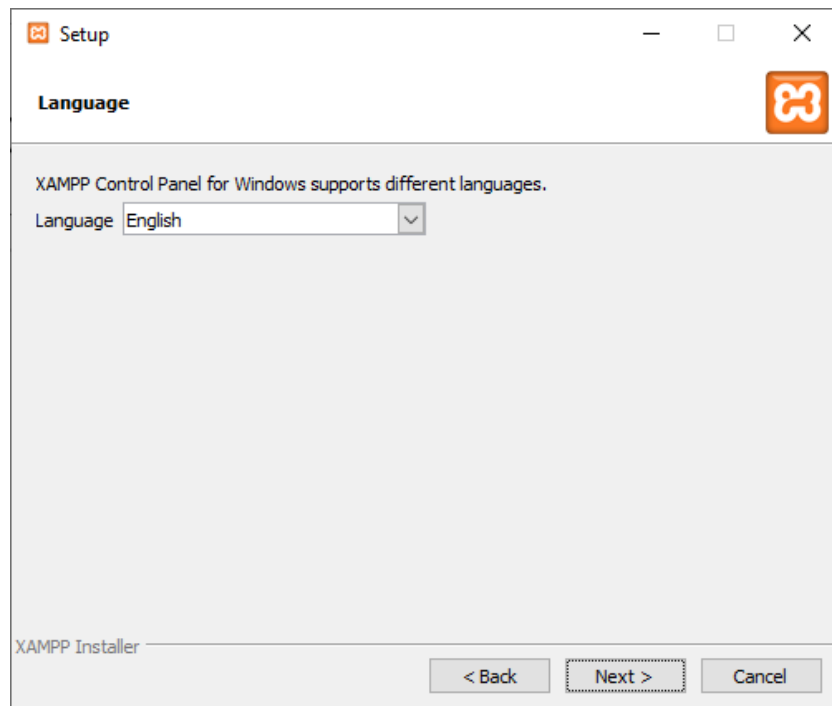 Setup
Language
XAMPP Control Panel for Windows supports different languages.
Language English
XAMPP Installer
< Back Next > Cancel